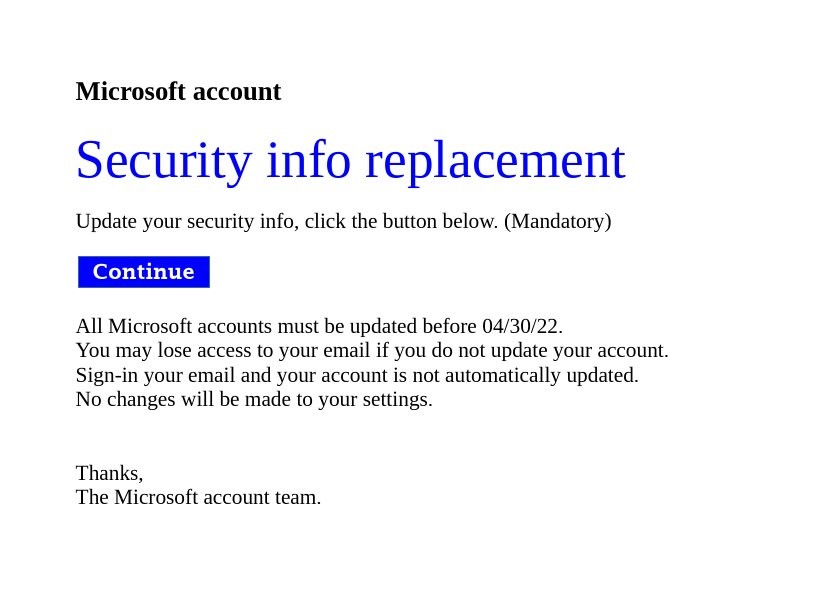 Microsoft account
Security info replacement
Update your security info, click the button below. (Mandatory)
Continue
All Microsoft accounts must be updated before 04/30/22.
You may lose access to your email if you do not update your account.
Sign-in your email and your account is not automatically updated.
No changes will be made to your settings.
Thanks,
The Microsoft account team.